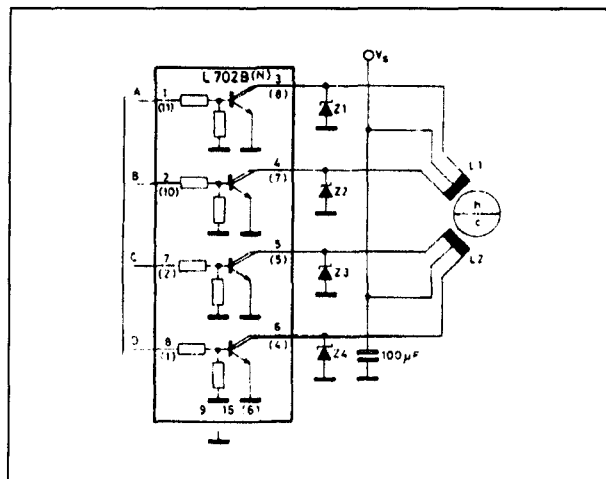 Vs
L702B(N)
3
(8)
A
1
(11)
Z1
L1
4
(7)
B
2
(10)
Z2
h
c
5
(5)
C
7
(2)
Z3
L2
6
(4)
D
8
(1)
Z4
100µF
9 15 (6)